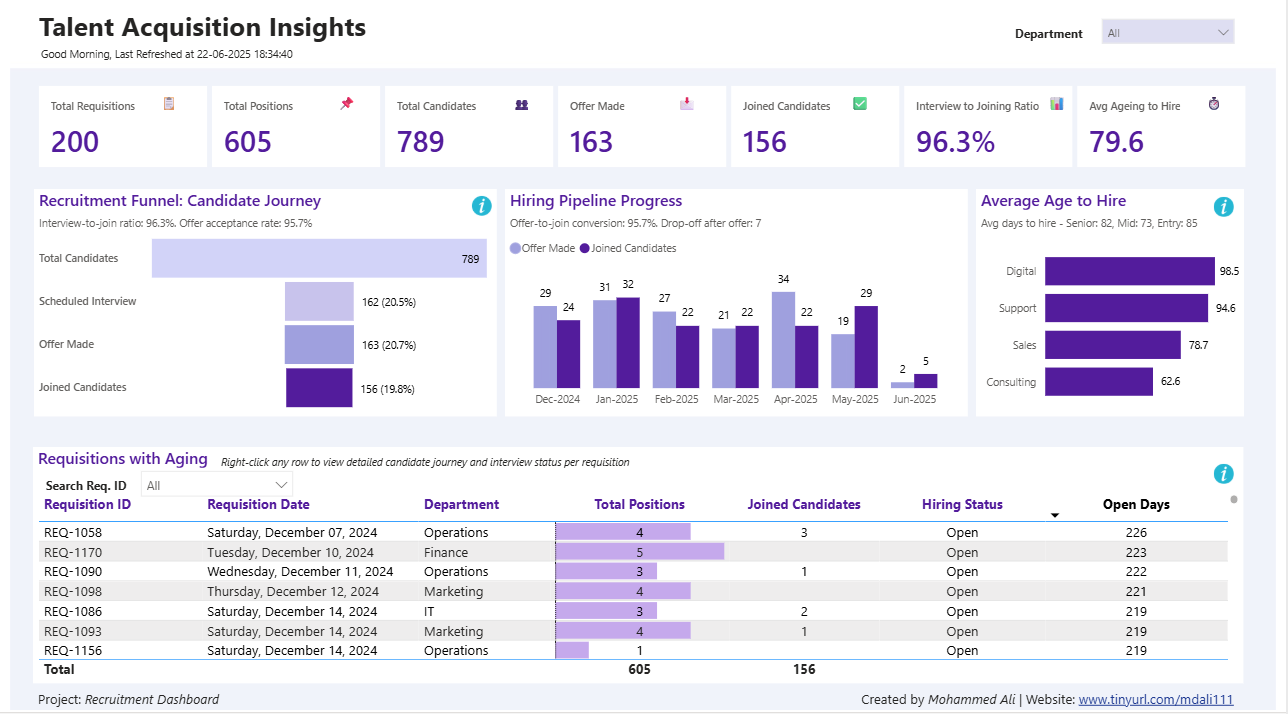 Talent Acquisition Insights
Good Morning, Last Refreshed at 22-06-2025 18:34:40
Department All
Total Requisitions
200
Total Positions
605
Total Candidates
789
Offer Made
163
Joined Candidates
156
Interview to Joining Ratio
96.3%
Avg Ageing to Hire
79.6
Recruitment Funnel: Candidate Journey
Interview-to-join ratio: 96.3%. Offer acceptance rate: 95.7%
Total Candidates 789
Scheduled Interview 162 (20.5%)
Offer Made 163 (20.7%)
Joined Candidates 156 (19.8%)
Hiring Pipeline Progress
Offer-to-join conversion: 95.7%. Drop-off after offer: 7
Offer Made Joined Candidates
29 24 31 32 27 22 21 22 34 22 19 29 2 5
Dec-2024 Jan-2025 Feb-2025 Mar-2025 Apr-2025 May-2025 Jun-2025
Average Age to Hire
Avg days to hire - Senior: 82, Mid: 73, Entry: 85
Digital 98.5
Support 94.6
Sales 78.7
Consulting 62.6
Requisitions with Aging Right-click any row to view detailed candidate journey and interview status per requisition
Search Req. ID All
Requisition ID Requisition Date Department Total Positions Joined Candidates Hiring Status Open Days
REQ-1058 Saturday, December 07, 2024 Operations 4 3 Open 226
REQ-1170 Tuesday, December 10, 2024 Finance 5 Open 223
REQ-1090 Wednesday, December 11, 2024 Operations 3 1 Open 222
REQ-1098 Thursday, December 12, 2024 Marketing 4 Open 221
REQ-1086 Saturday, December 14, 2024 IT 3 2 Open 219
REQ-1093 Saturday, December 14, 2024 Marketing 4 1 Open 219
REQ-1156 Saturday, December 14, 2024 Operations 1 Open 219
Total 605 156
Project: Recruitment Dashboard
Created by Mohammed Ali | Website: www.tinyurl.com/mdali111